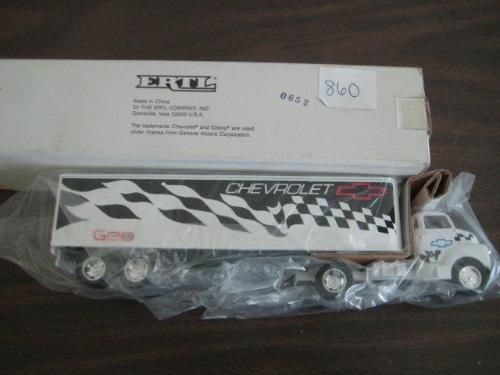 ERTL
Made in China
for THE ERTL COMPANY, INC.
Dyersville, Iowa 52040 U.S.A.
The trademarks Chevrolet® and Chevy® are used
under license from General Motors Corporation.
0652
860
CHEVROLET
Geo